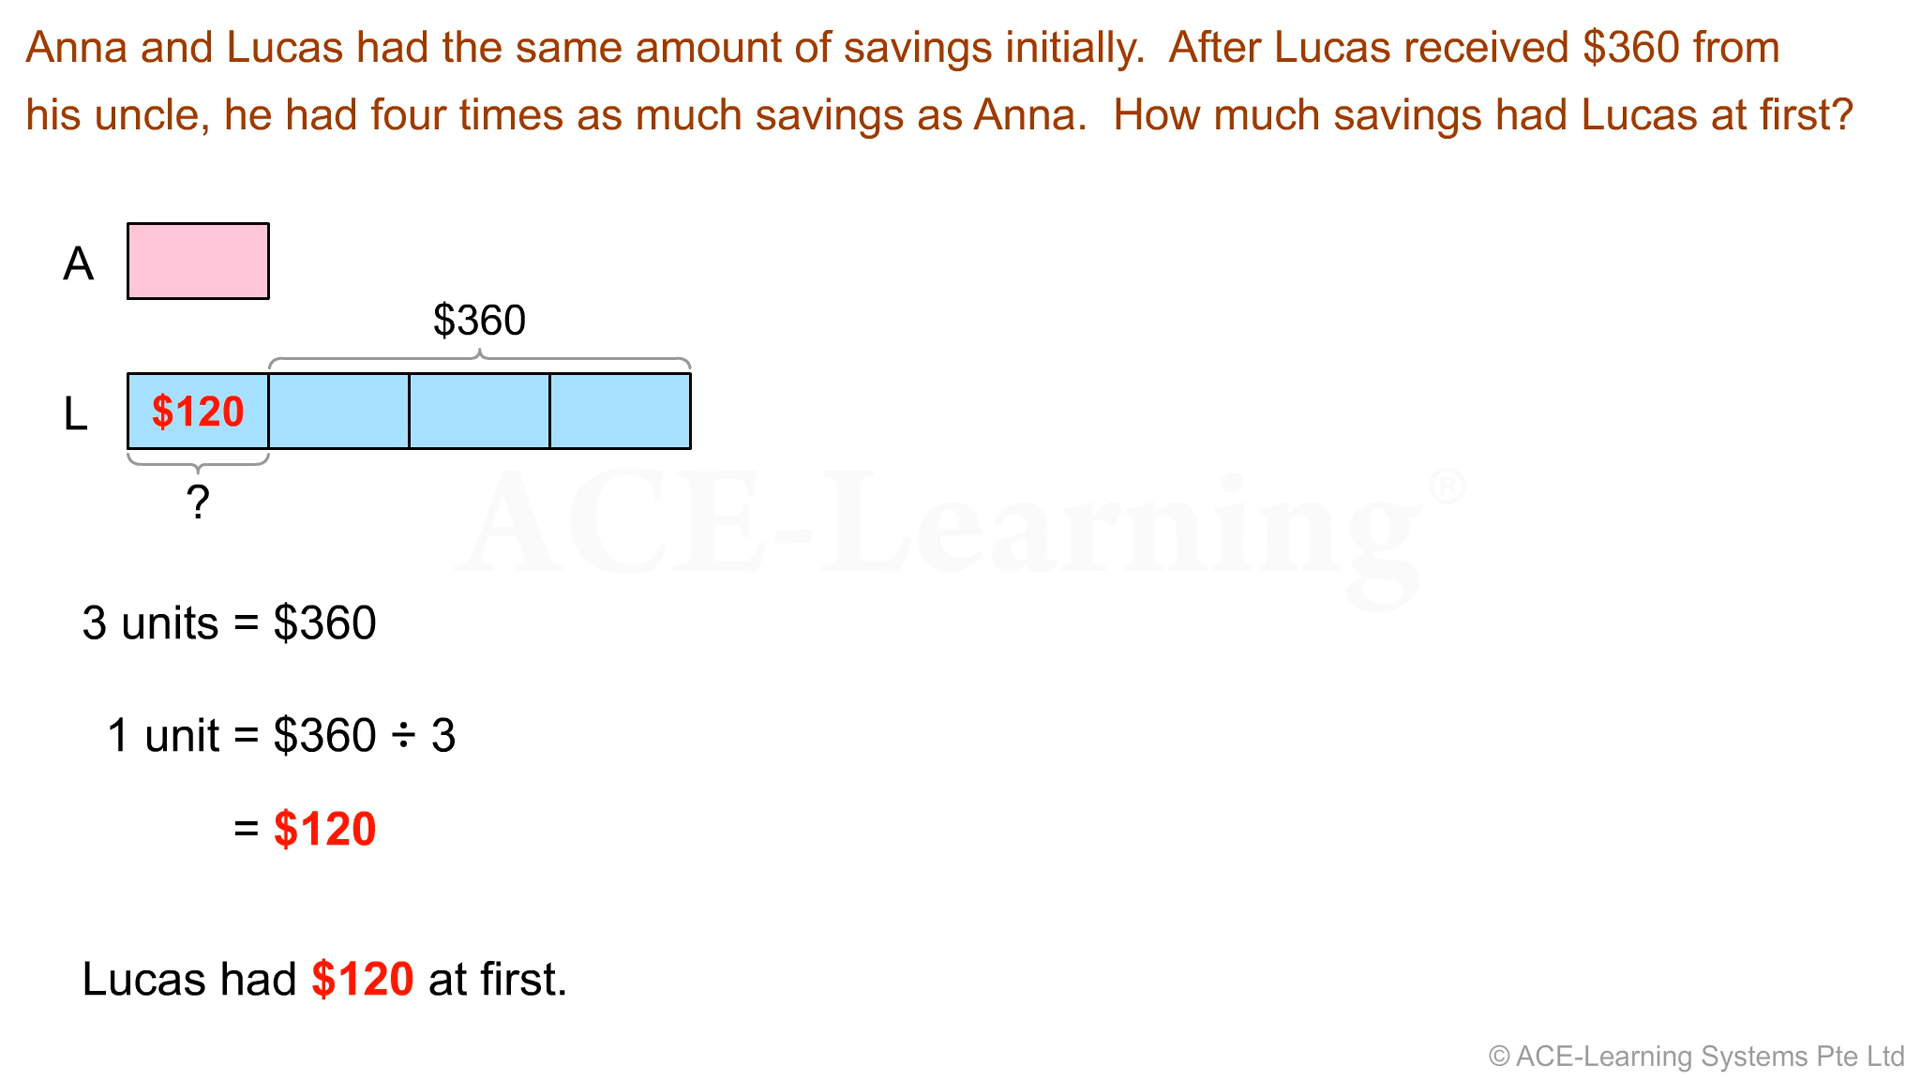 Anna and Lucas had the same amount of savings initially. After Lucas received $360 from
his uncle, he had four times as much savings as Anna. How much savings had Lucas at first?
A
$360
L $120
?
ACE-Learning®
3 units = $360
1 unit = $360 ÷ 3
= $120
Lucas had $120 at first.
© ACE-Learning Systems Pte Ltd